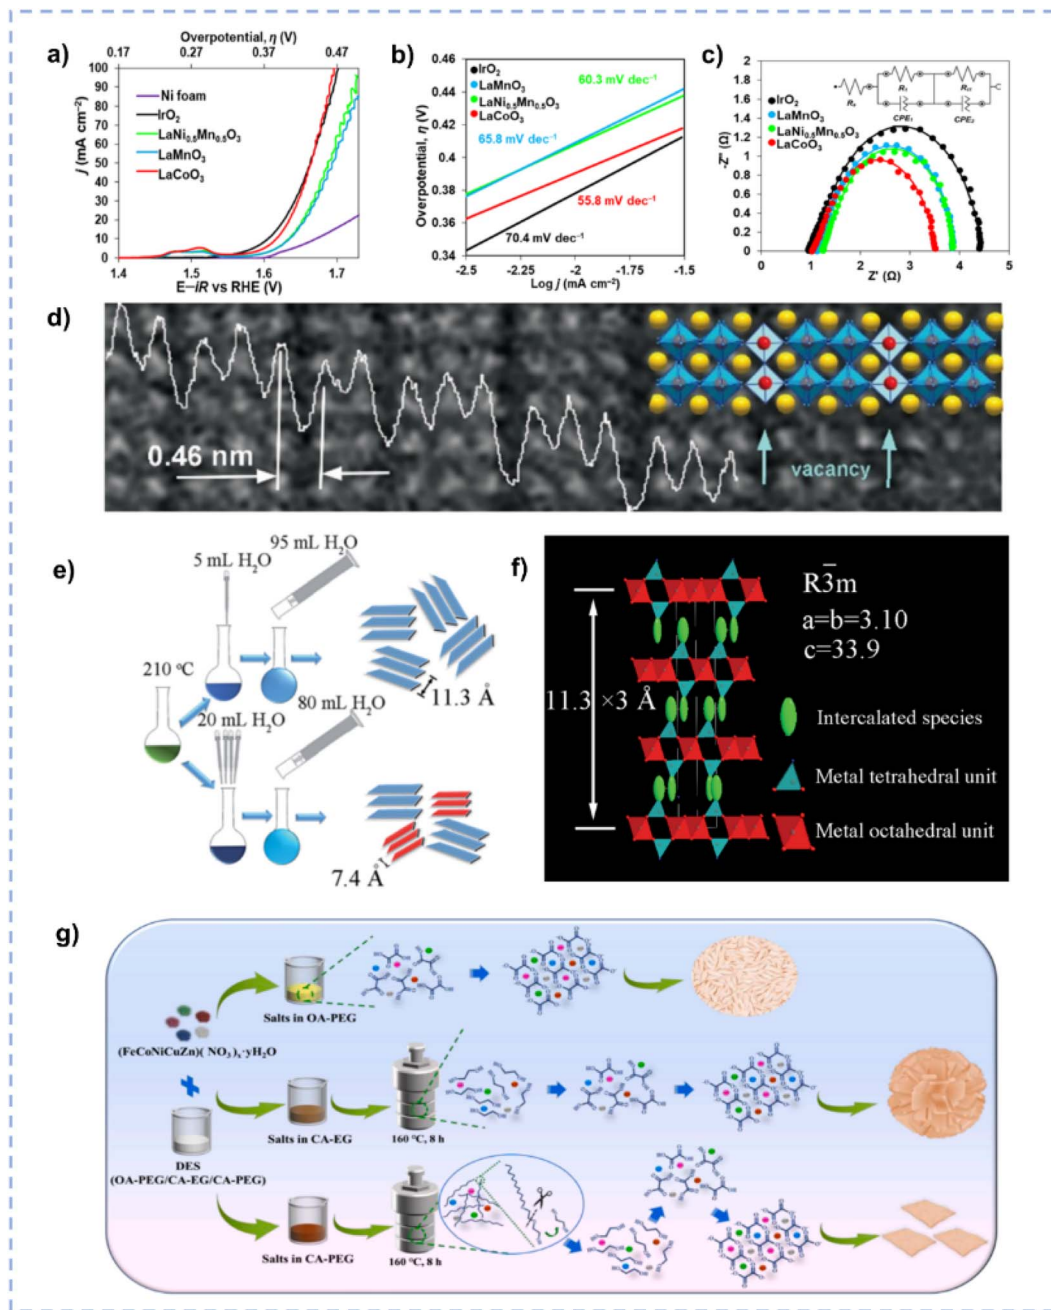 a)
Overpotential, η (V)
0.17 0.27 0.37 0.47
100
90
80
70
60
50
40
30
20
10
0
j (mA cm⁻²)
Ni foam
IrO₂
LaNi₀.₅Mn₀.₅O₃
LaMnO₃
LaCoO₃
1.4 1.5 1.6 1.7
E–iR vs RHE (V)
b)
0.46
0.44
0.42
0.4
0.38
0.36
0.34
Overpotential, η (V)
IrO₂
LaMnO₃
LaNi₀.₅Mn₀.₅O₃
LaCoO₃
60.3 mV dec⁻¹
65.8 mV dec⁻¹
55.8 mV dec⁻¹
70.4 mV dec⁻¹
-2.5 -2.25 -2 -1.75 -1.5
Log j (mA cm⁻²)
c)
-2
-1.8
-1.6
-1.4
-1.2
-1
0.8
0.6
0.4
0.2
0
-Z" (Ω)
IrO₂
LaMnO₃
LaNi₀.₅Mn₀.₅O₃
LaCoO₃
CPE₁ CPE₂
0 1 2 3 4 5
Z' (Ω)
d)
0.46 nm
vacancy
e)
5 mL H₂O
95 mL H₂O
210 °C
11.3 Å
20 mL H₂O
80 mL H₂O
7.4 Å
f)
R3̄m
a=b=3.10
c=33.9
11.3 ×3 Å
Intercalated species
Metal tetrahedral unit
Metal octahedral unit
g)
Salts in OA-PEG
(FeCoNiCuZn)( NO₃)ₓ·yH₂O
Salts in CA-EG
160 °C, 8 h
DES
(OA-PEG/CA-EG/CA-PEG)
Salts in CA-PEG
160 °C, 8 h